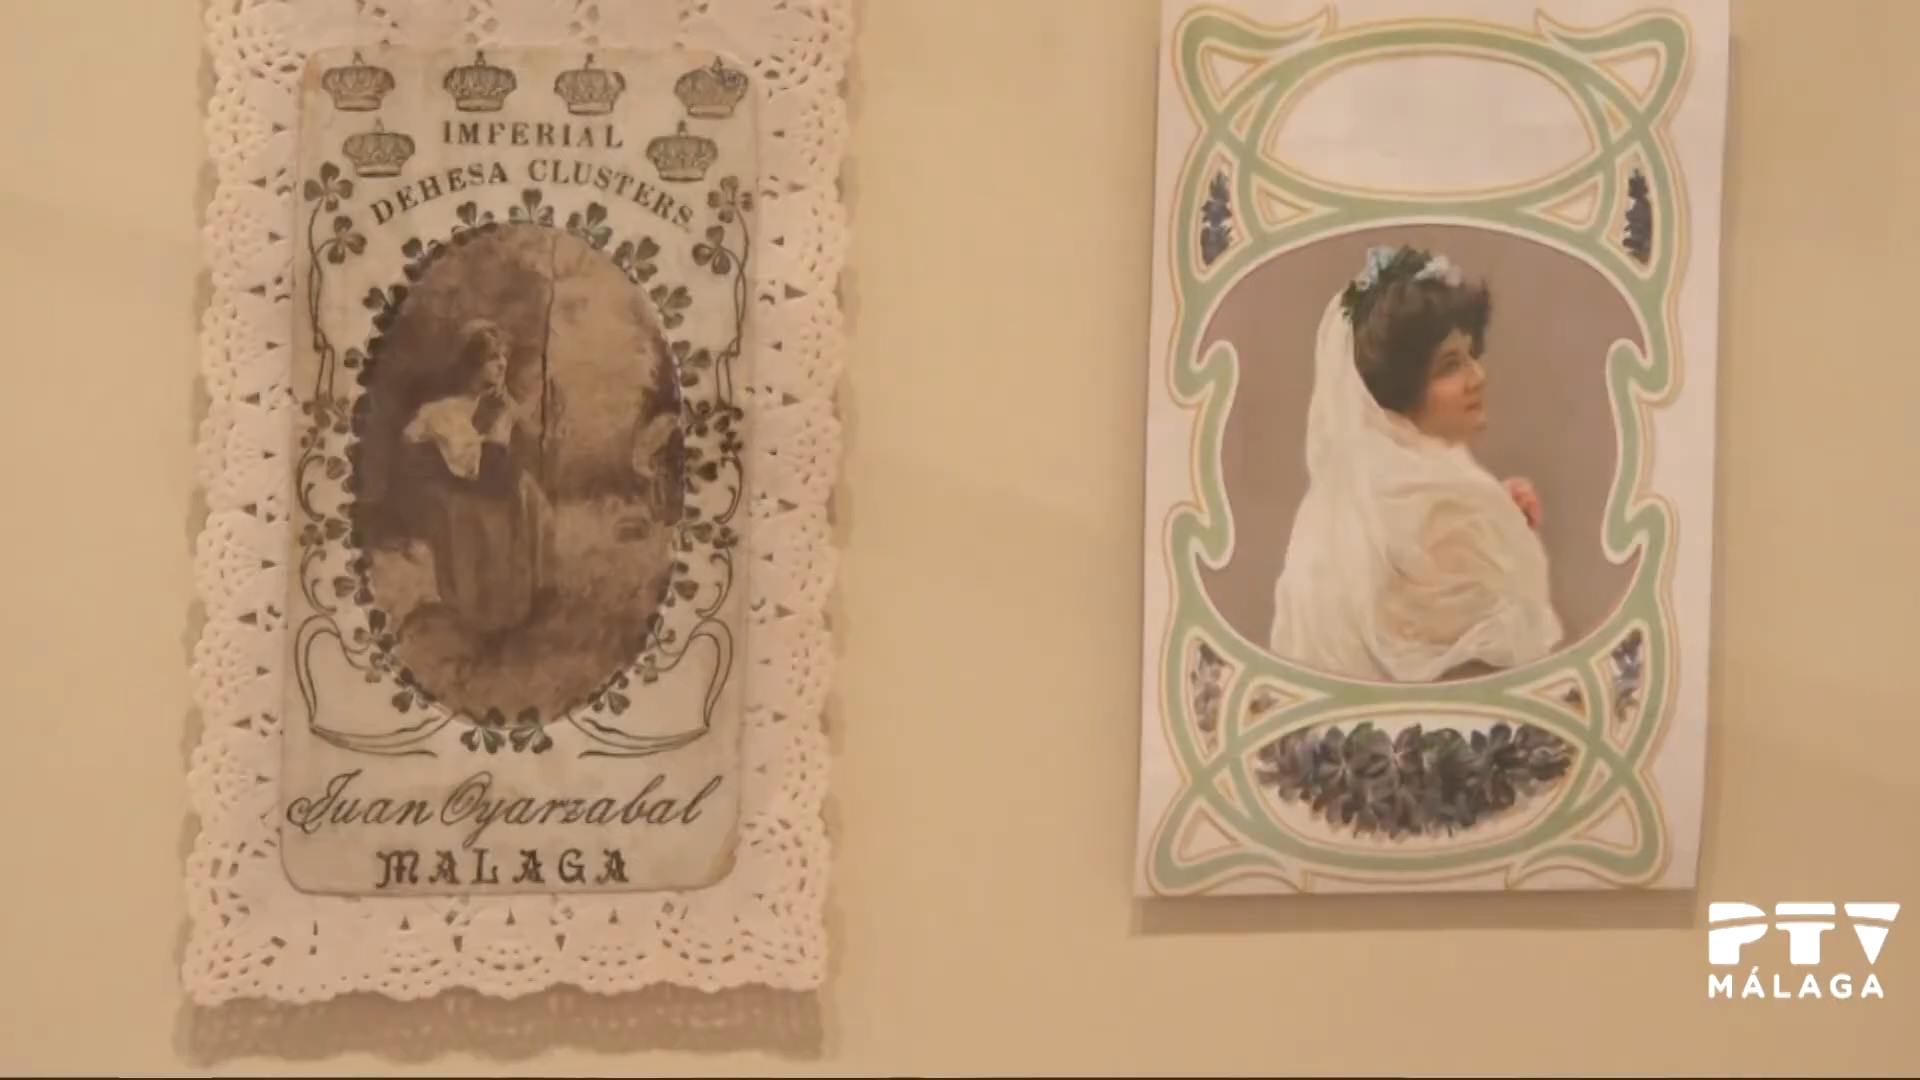 IMPERIAL
DEHESA CLUSTERS
Juan Oyarzabal
MALAGA
PTV
MÁLAGA